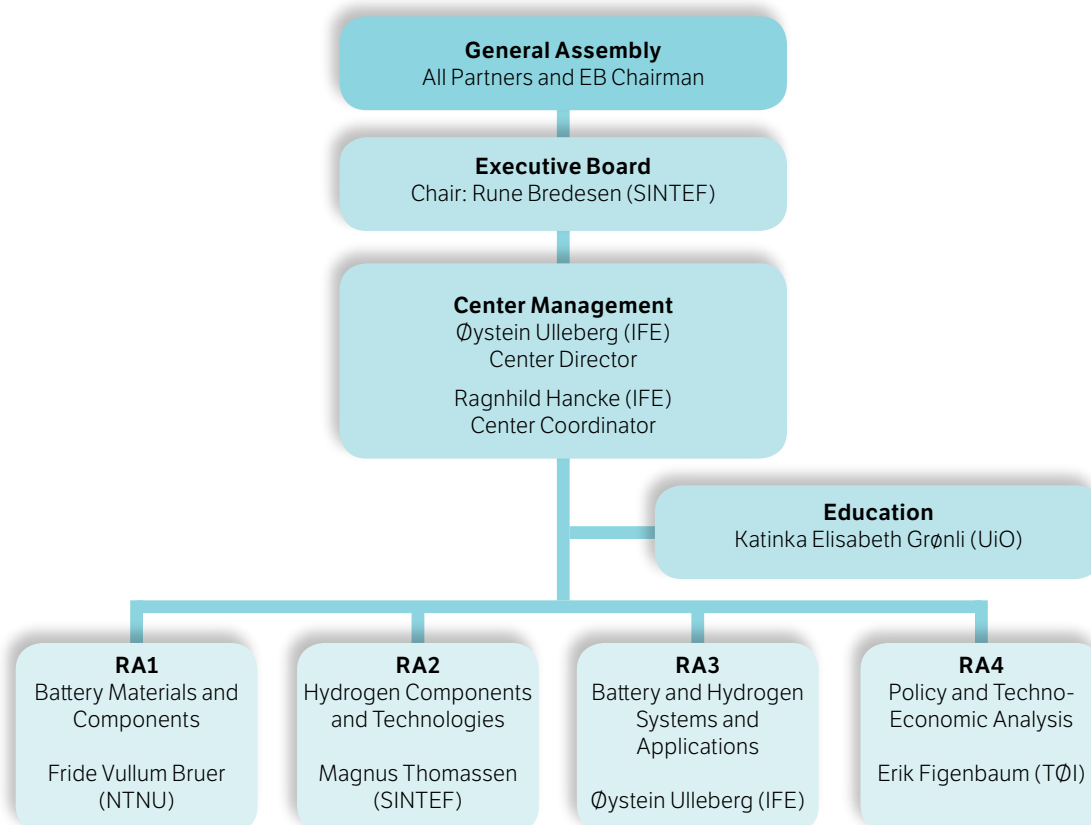 General Assembly
All Partners and EB Chairman
Executive Board
Chair: Rune Bredesen (SINTEF)
Center Management
Øystein Ulleberg (IFE)
Center Director
Ragnhild Hancke (IFE)
Center Coordinator
Education
Katinka Elisabeth Grønli (UiO)
RA1
Battery Materials and
Components
Fride Vullum Bruer
(NTNU)
RA2
Hydrogen Components
and Technologies
Magnus Thomassen
(SINTEF)
RA3
Battery and Hydrogen
Systems and
Applications
Øystein Ulleberg (IFE)
RA4
Policy and Techno-
Economic Analysis
Erik Figenbaum (TØI)